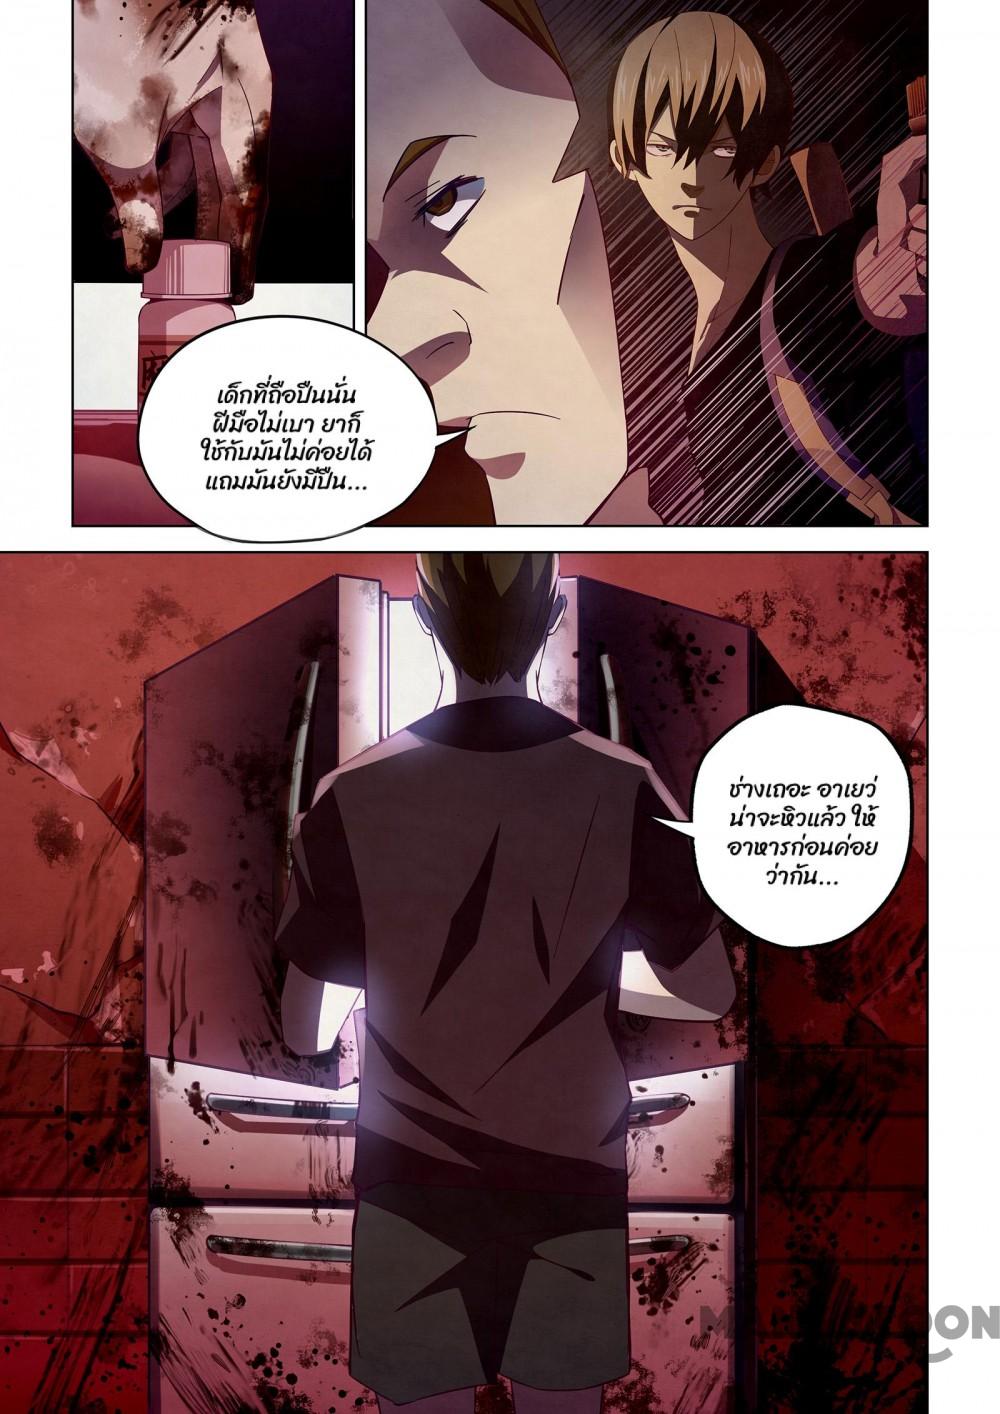 เด็กที่ถือปืนนั่น
ฝีมือไม่เบา ยาก็
ใช้กับมันไม่ค่อยได้
แถมมันยังมีปืน...
ช่างเถอะ อาเยว่
น่าจะหิวแล้ว ให้
อาหารก่อนค่อย
ว่ากัน...